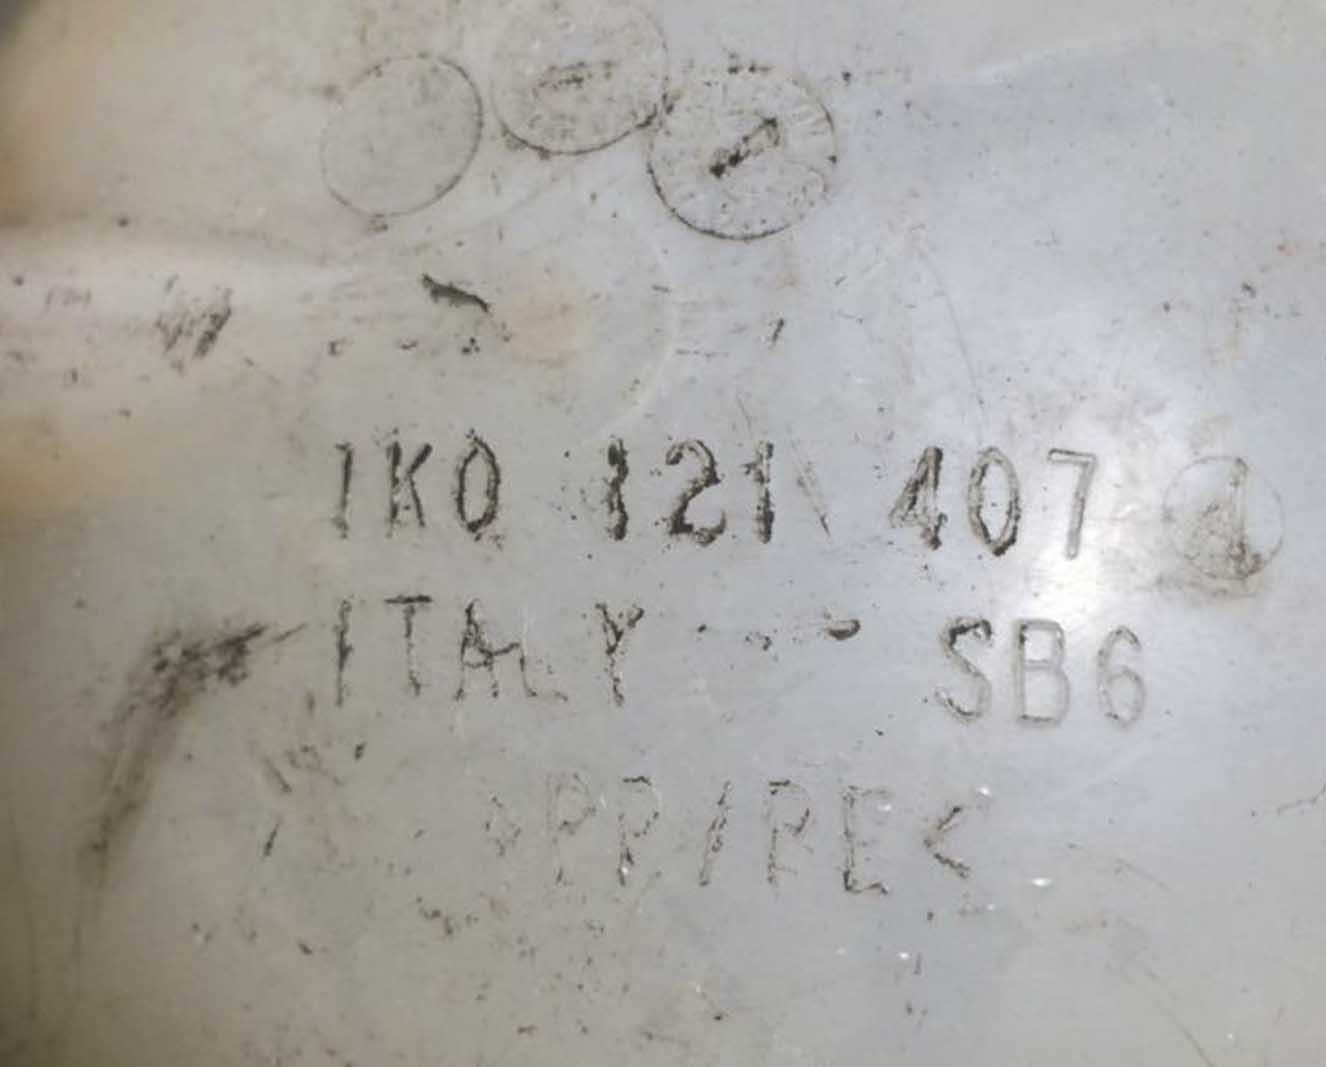 1K0 121 407 A
ITALY SB6
>PP/PE<